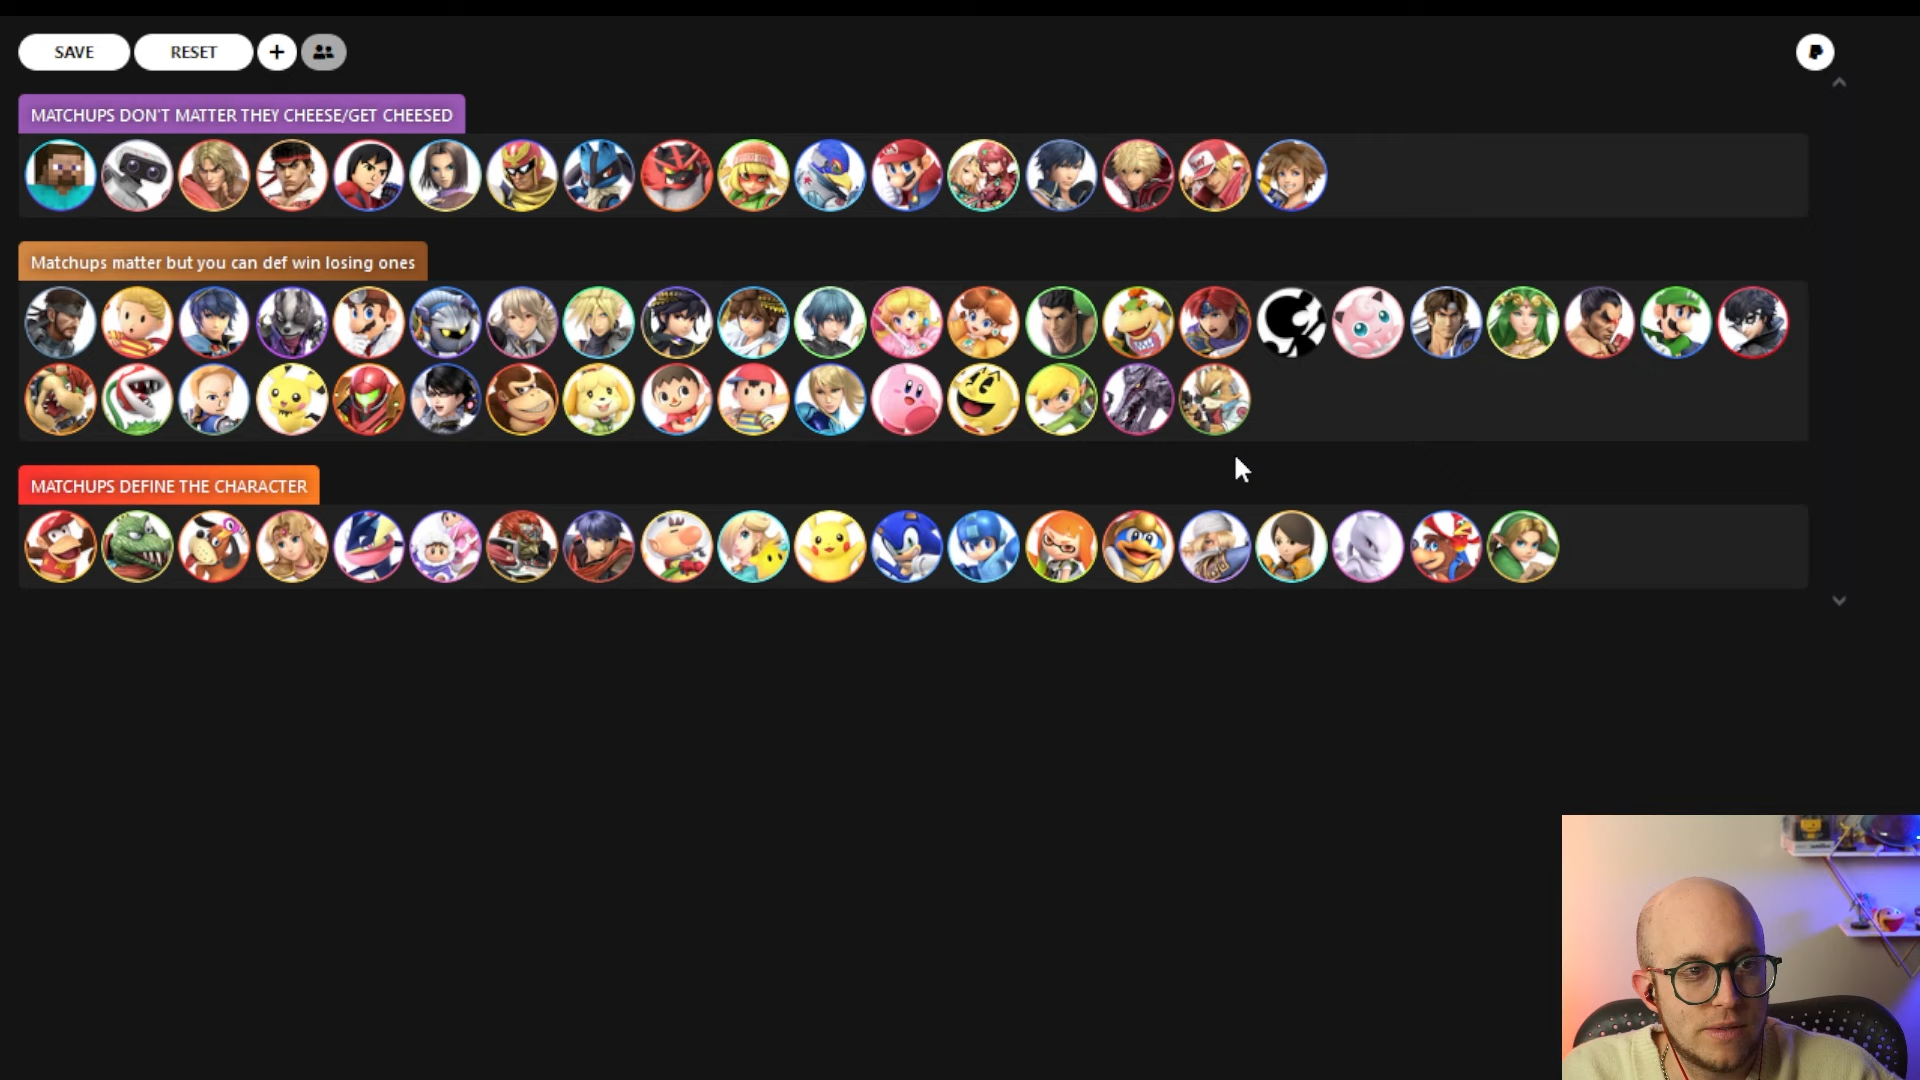 SAVE
RESET
MATCHUPS DON'T MATTER THEY CHEESE/GET CHEESED
Matchups matter but you can def win losing ones
MATCHUPS DEFINE THE CHARACTER